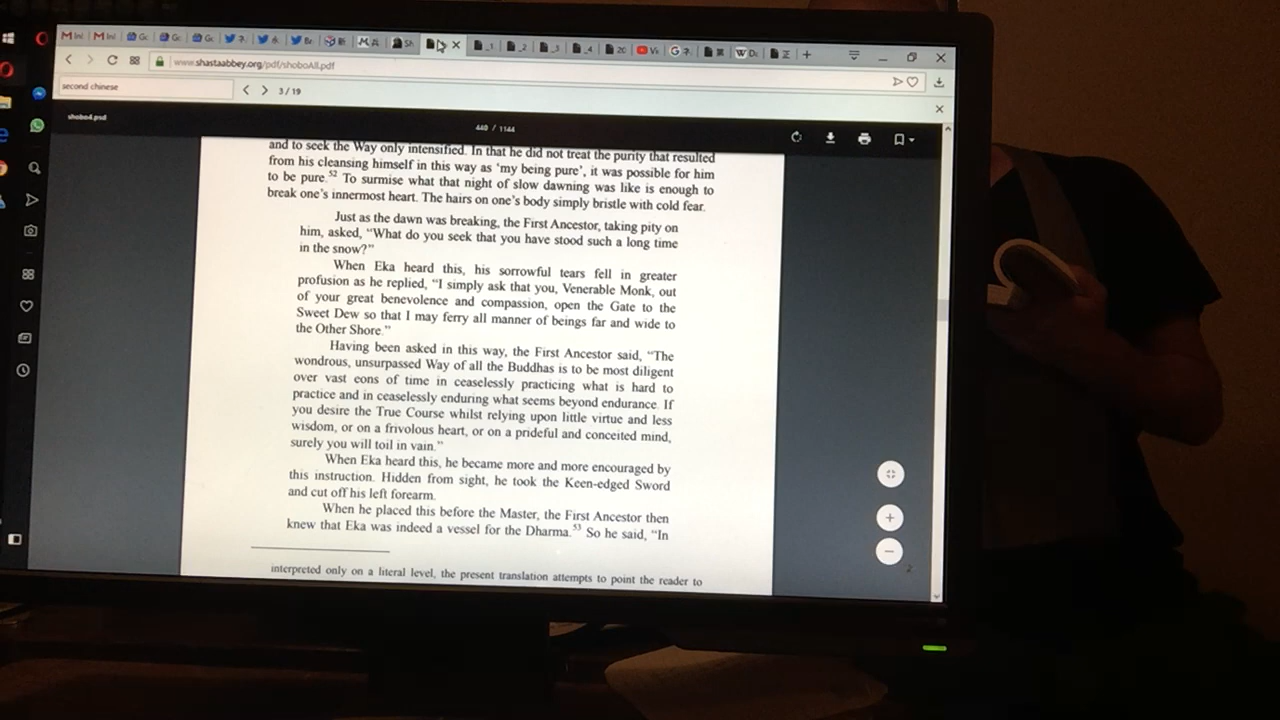 www.shastaabbey.org/pdf/shoboAll.pdf
second chinese
3 / 19
shobo4.psd
440 / 1144
and to seek the Way only intensified. In that he did not treat the purity that resulted
from his cleansing himself in this way as ‘my being pure’, it was possible for him
to be pure.52 To surmise what that night of slow dawning was like is enough to
break one’s innermost heart. The hairs on one’s body simply bristle with cold fear.
Just as the dawn was breaking, the First Ancestor, taking pity on
him, asked, “What do you seek that you have stood such a long time
in the snow?”
When Eka heard this, his sorrowful tears fell in greater
profusion as he replied, “I simply ask that you, Venerable Monk, out
of your great benevolence and compassion, open the Gate to the
Sweet Dew so that I may ferry all manner of beings far and wide to
the Other Shore.”
Having been asked in this way, the First Ancestor said, “The
wondrous, unsurpassed Way of all the Buddhas is to be most diligent
over vast eons of time in ceaselessly practicing what is hard to
practice and in ceaselessly enduring what seems beyond endurance. If
you desire the True Course whilst relying upon little virtue and less
wisdom, or on a frivolous heart, or on a prideful and conceited mind,
surely you will toil in vain.”
When Eka heard this, he became more and more encouraged by
this instruction. Hidden from sight, he took the Keen-edged Sword
and cut off his left forearm.
When he placed this before the Master, the First Ancestor then
knew that Eka was indeed a vessel for the Dharma.53 So he said, “In
interpreted only on a literal level, the present translation attempts to point the reader to